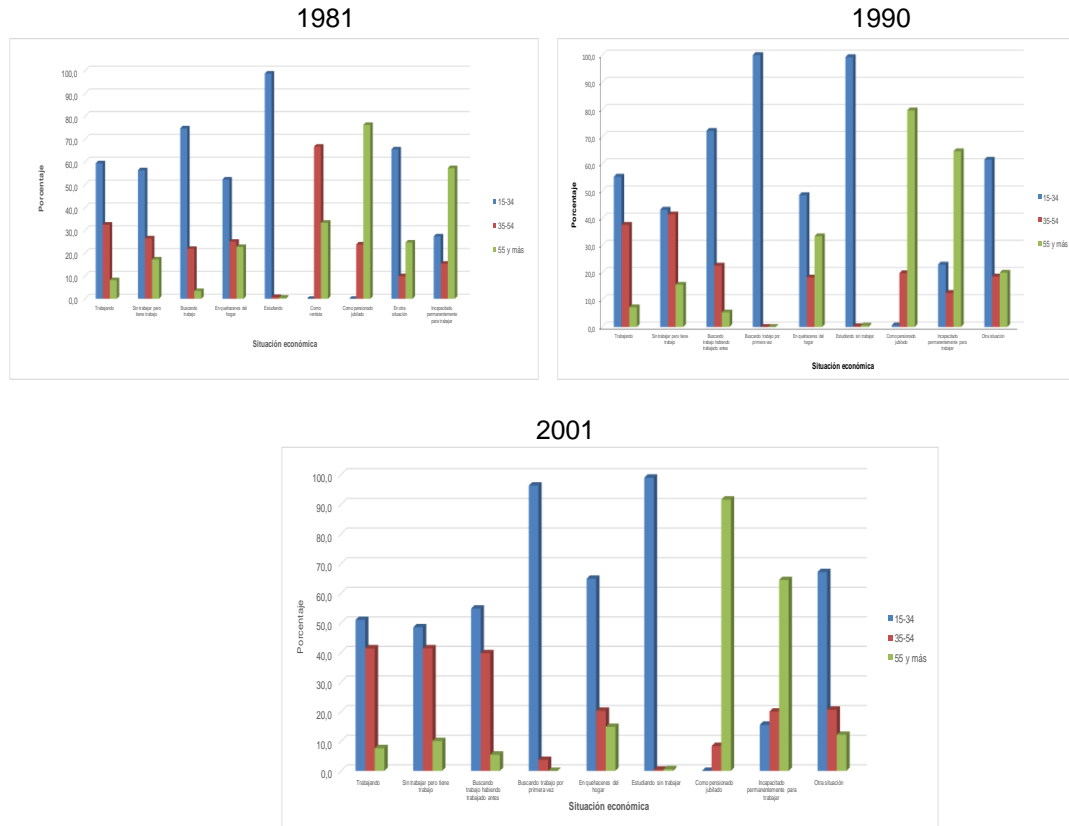 1981
100,0
90,0
80,0
70,0
60,0
50,0
40,0
30,0
20,0
10,0
0,0
Porcentaje
Trabajando
Sin trabajar pero
tiene trabajo
Buscando
trabajo
En quehaceres del
hogar
Estudiando
Como
rentista
Como pensionado
jubilado
En otra
situación
Incapacitado
permanentemente
para trabajar
Situación económica
15-34
35-54
55 y más
1990
100,0
90,0
80,0
70,0
60,0
50,0
40,0
30,0
20,0
10,0
0,0
Porcentaje
Trabajando
Sin trabajar pero tiene
trabajo
Buscando
trabajo habiendo
trabajado antes
Buscando trabajo por
primera vez
En quehaceres del
hogar
Estudiando sin trabajar
Como pensionado
jubilado
Incapacitado
permanentemente para
trabajar
Otra situación
Situación económica
15-34
35-54
55 y más
2001
100,0
90,0
80,0
70,0
60,0
50,0
40,0
30,0
20,0
10,0
0,0
Porcentaje
Trabajando
Sin trabajar pero tiene
trabajo
Buscando
trabajo habiendo
trabajado antes
Buscando trabajo por
primera vez
En quehaceres del
hogar
Estudiando sin trabajar
Como pensionado
jubilado
Incapacitado
permanentemente para
trabajar
Otra situación
Situación económica
15-34
35-54
55 y más